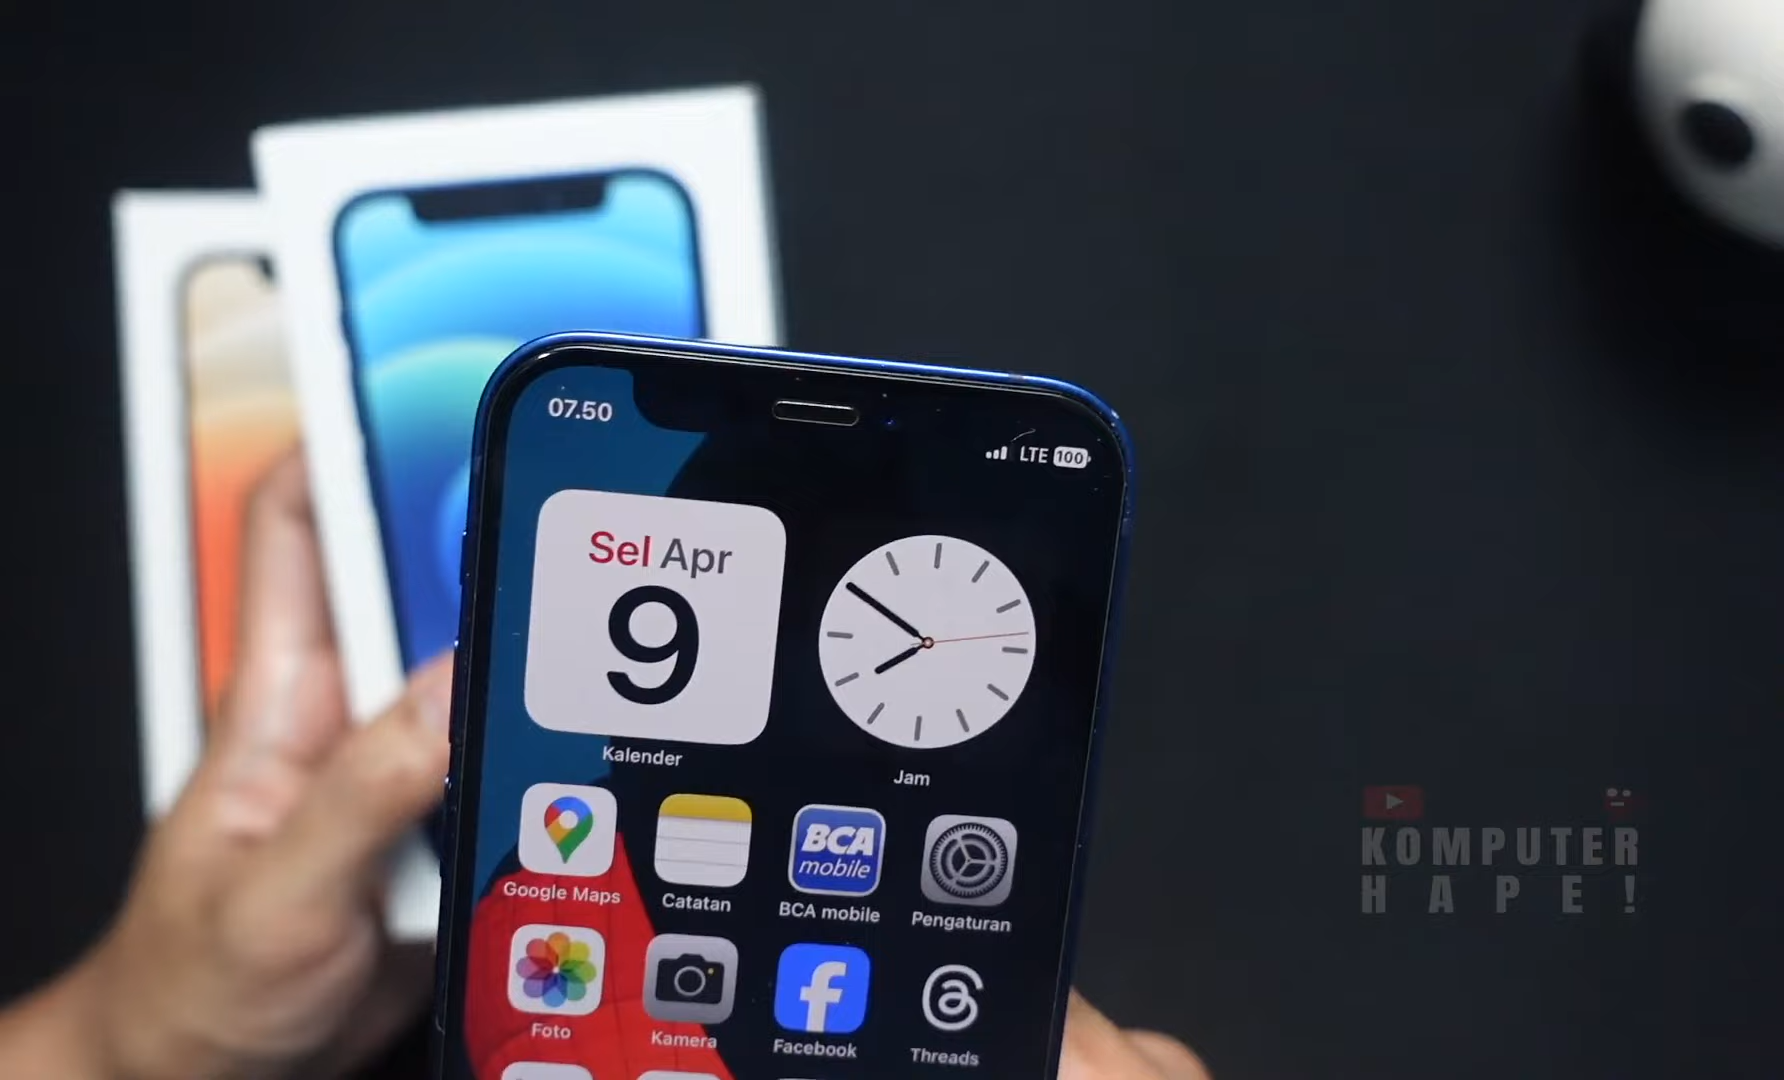 07.50
LTE 100
Sel Apr
9
Kalender
Jam
BCA
mobile
Google Maps
Catatan
BCA mobile
Pengaturan
Foto
Kamera
Facebook
Threads
KOMPUTER
HAPE!